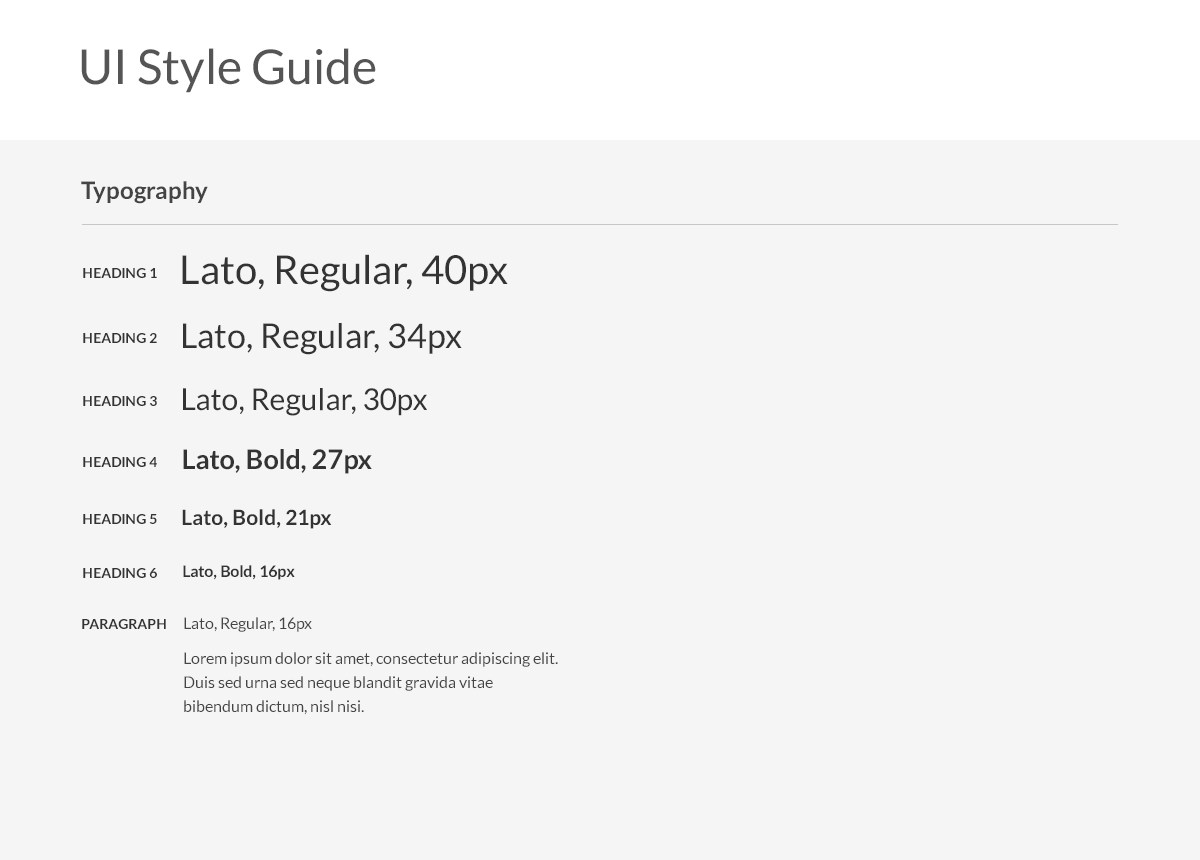 UI Style Guide
Typography
HEADING 1 Lato, Regular, 40px
HEADING 2 Lato, Regular, 34px
HEADING 3 Lato, Regular, 30px
HEADING 4 Lato, Bold, 27px
HEADING 5 Lato, Bold, 21px
HEADING 6 Lato, Bold, 16px
PARAGRAPH Lato, Regular, 16px
Lorem ipsum dolor sit amet, consectetur adipiscing elit.
Duis sed urna sed neque blandit gravida vitae
bibendum dictum, nisl nisi.